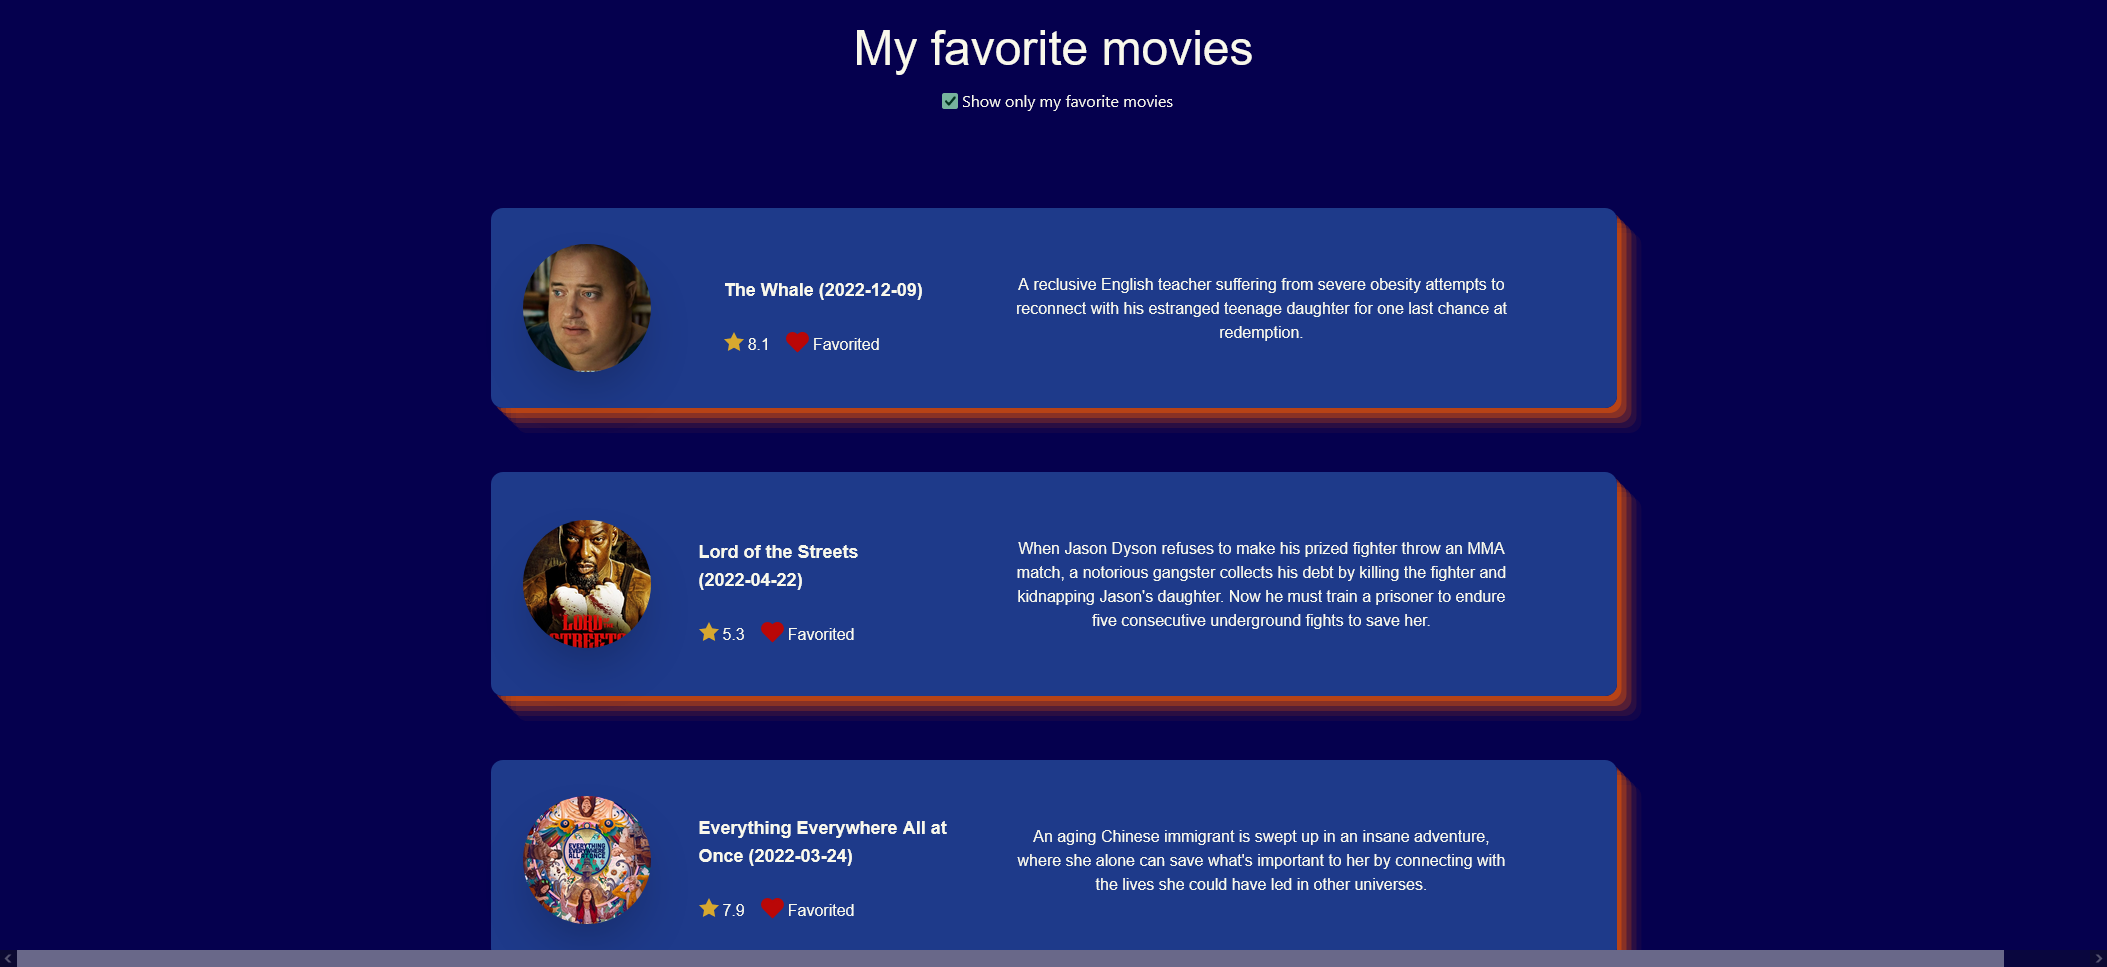 My favorite movies
Show only my favorite movies
The Whale (2022-12-09)
8.1 Favorited
A reclusive English teacher suffering from severe obesity attempts to
reconnect with his estranged teenage daughter for one last chance at
redemption.
LORD
STREETS
Lord of the Streets
(2022-04-22)
5.3 Favorited
When Jason Dyson refuses to make his prized fighter throw an MMA
match, a notorious gangster collects his debt by killing the fighter and
kidnapping Jason's daughter. Now he must train a prisoner to endure
five consecutive underground fights to save her.
EVERYTHING
EVERYWHERE
ALL AT ONCE
Everything Everywhere All at
Once (2022-03-24)
7.9 Favorited
An aging Chinese immigrant is swept up in an insane adventure,
where she alone can save what's important to her by connecting with
the lives she could have led in other universes.